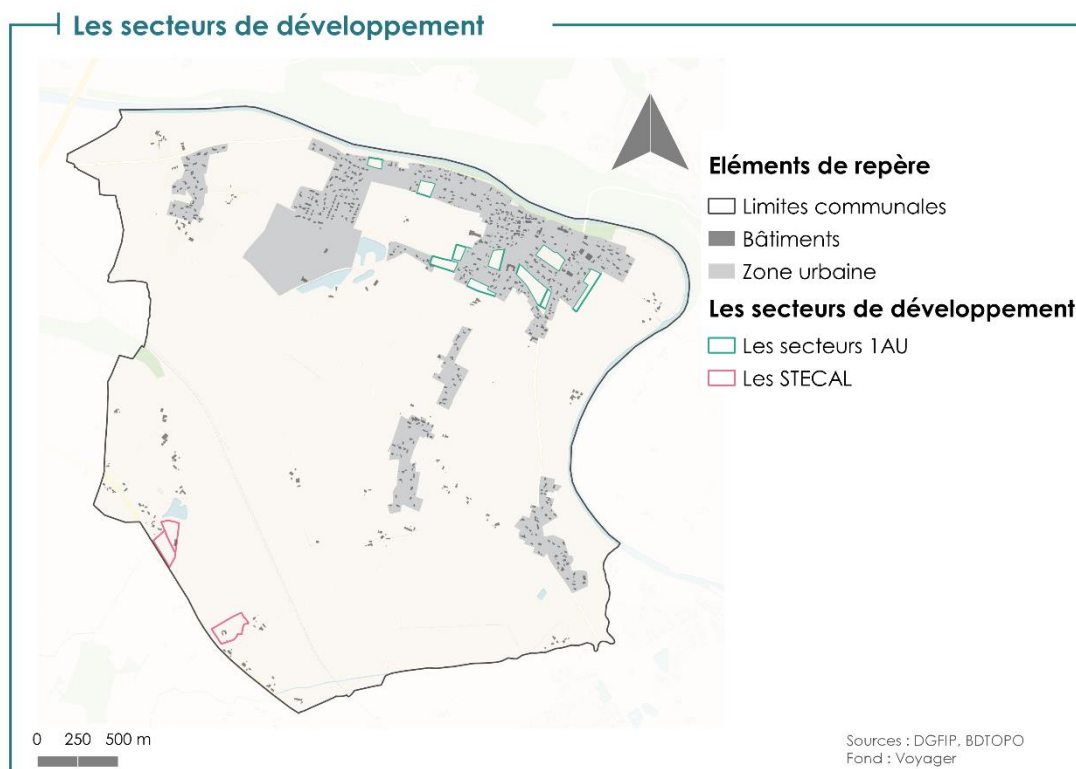 Les secteurs de développement
Eléments de repère
Limites communales
Bâtiments
Zone urbaine
Les secteurs de développement
Les secteurs 1AU
Les STECAL
0 250 500 m
Sources : DGFIP, BDTOPO
Fond : Voyager